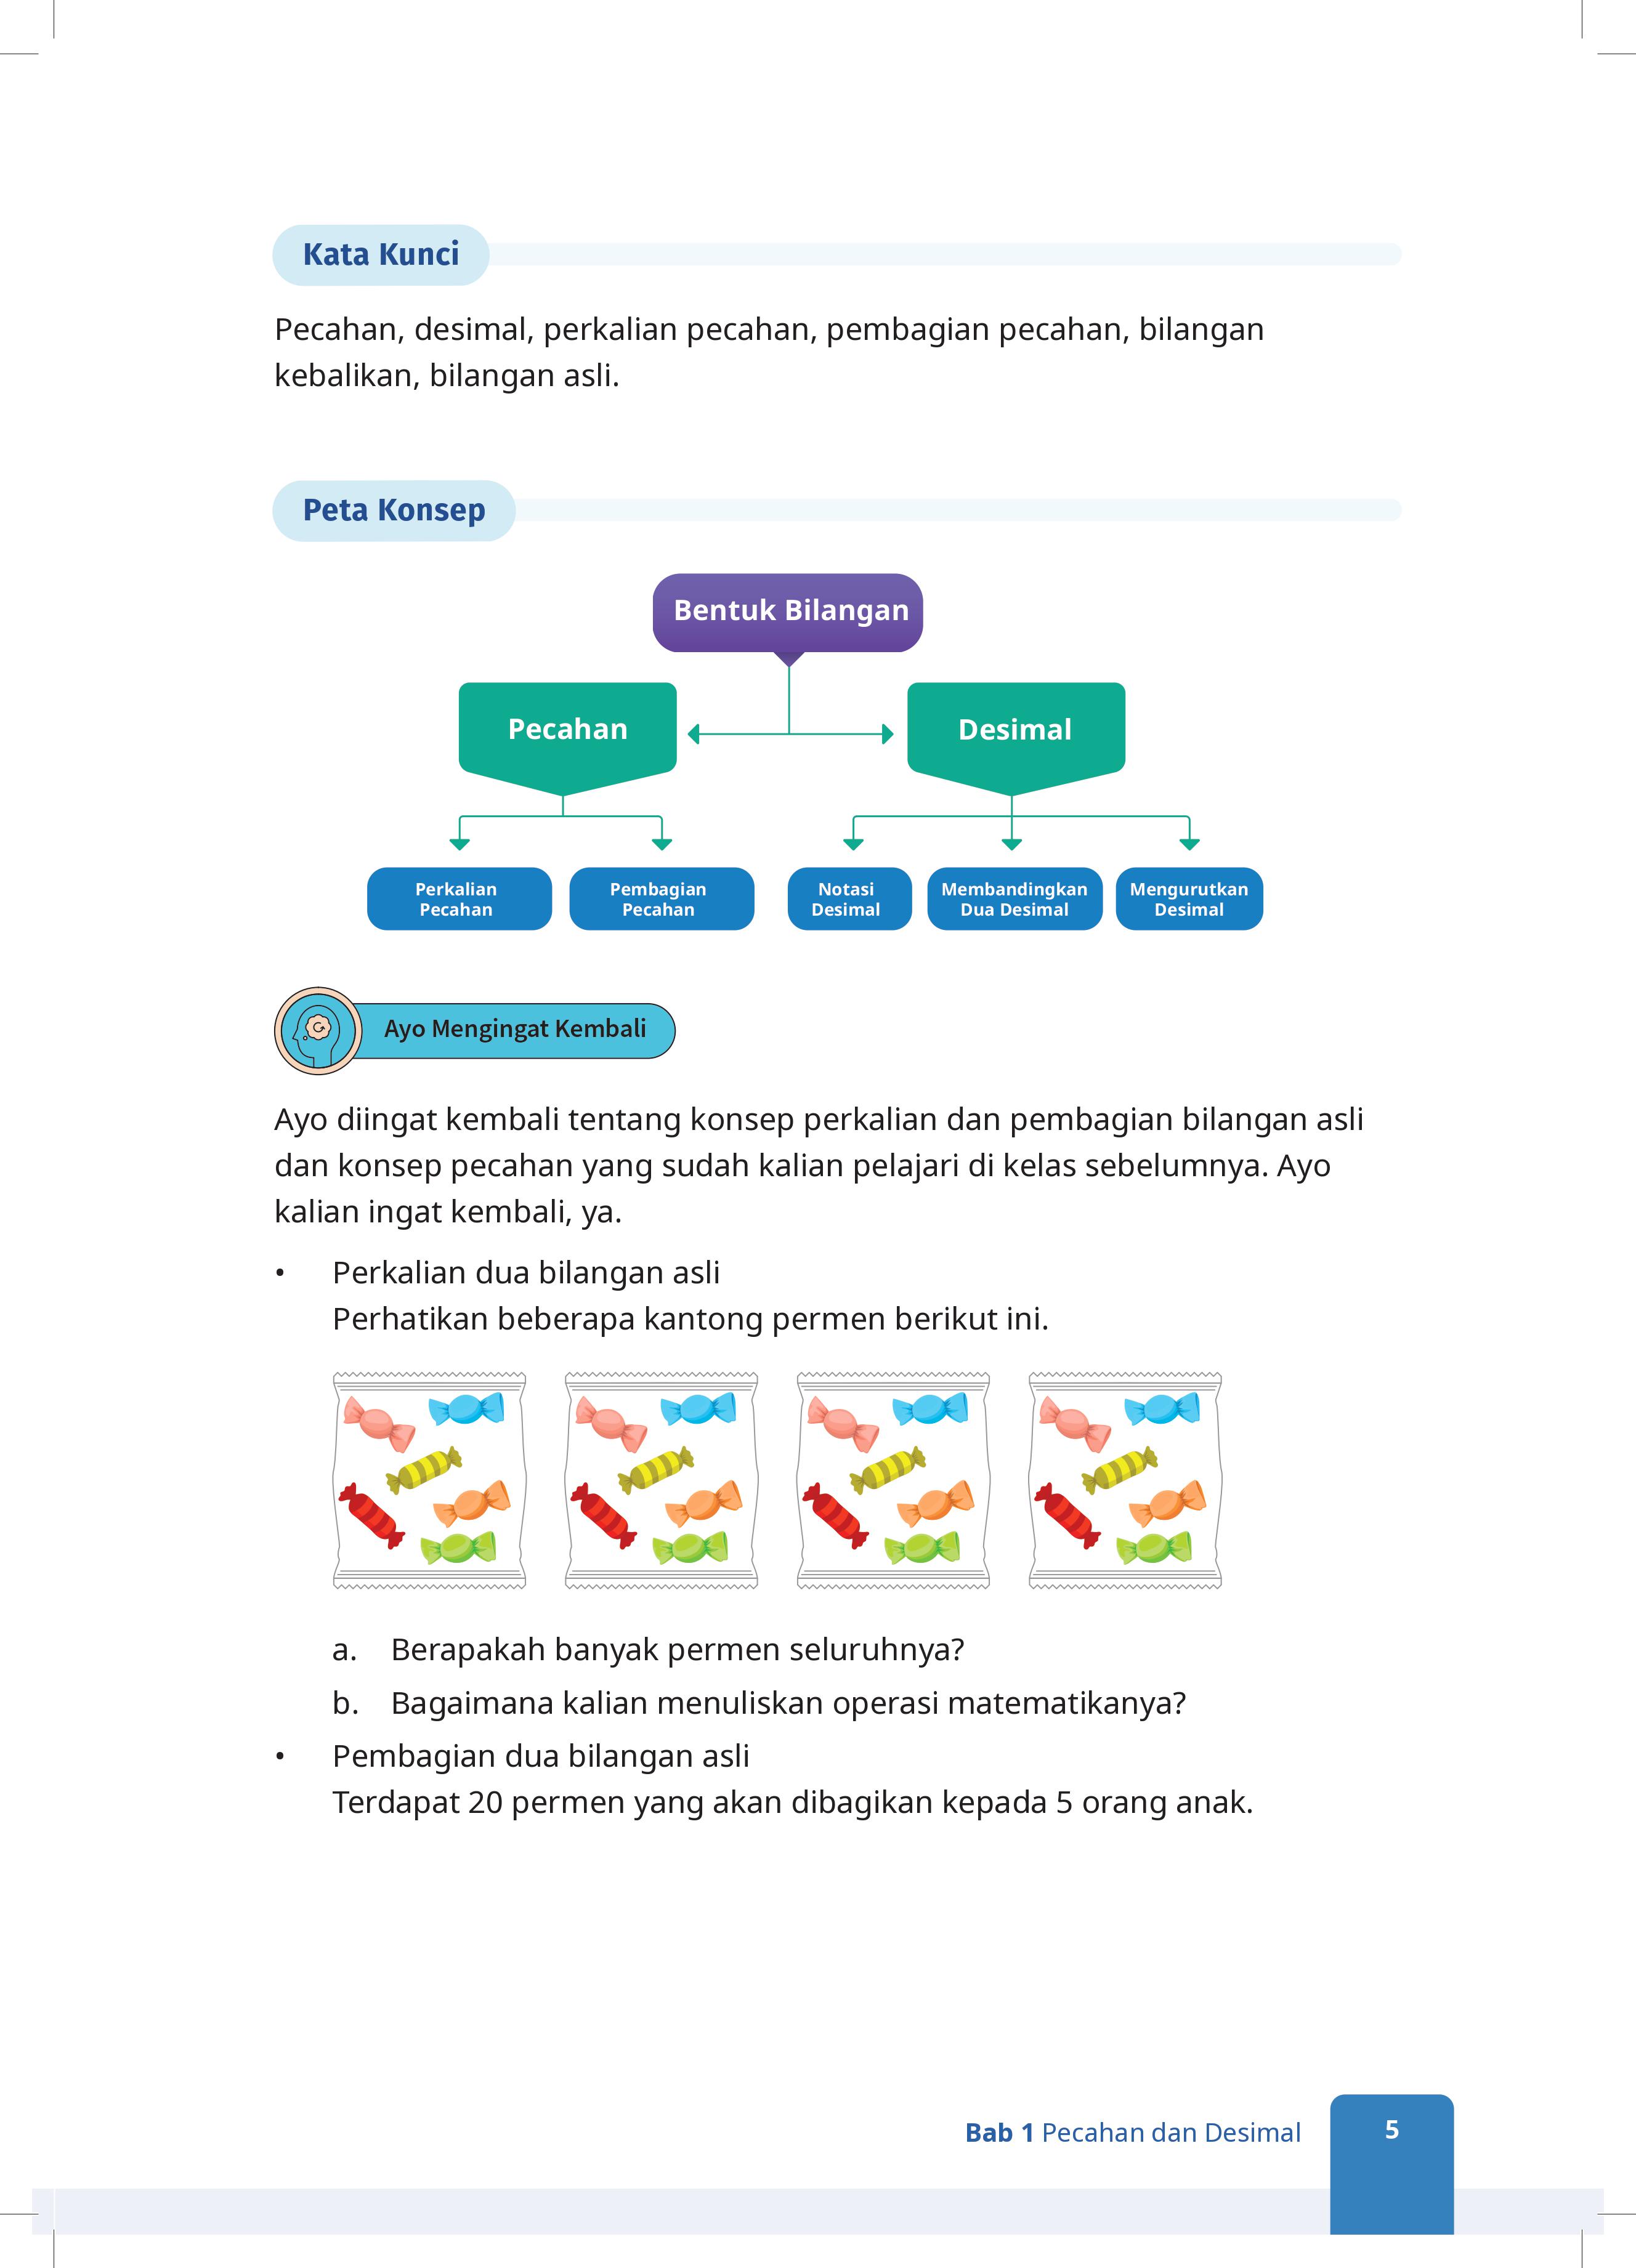 Kata Kunci
Pecahan, desimal, perkalian pecahan, pembagian pecahan, bilangan
kebalikan, bilangan asli.
Peta Konsep
Bentuk Bilangan
Pecahan
Desimal
Perkalian
Pecahan
Pembagian
Pecahan
Notasi
Desimal
Membandingkan
Dua Desimal
Mengurutkan
Desimal
Ayo Mengingat Kembali
Ayo diingat kembali tentang konsep perkalian dan pembagian bilangan asli
dan konsep pecahan yang sudah kalian pelajari di kelas sebelumnya. Ayo
kalian ingat kembali, ya.
• Perkalian dua bilangan asli
Perhatikan beberapa kantong permen berikut ini.
a. Berapakah banyak permen seluruhnya?
b. Bagaimana kalian menuliskan operasi matematikanya?
• Pembagian dua bilangan asli
Terdapat 20 permen yang akan dibagikan kepada 5 orang anak.
Bab 1 Pecahan dan Desimal
5